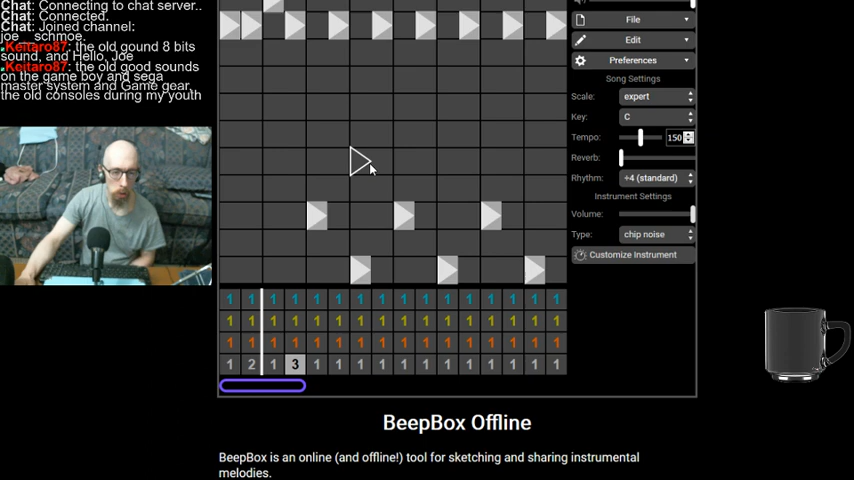 Chat: Connecting to chat server..
Chat: Connected.
Chat: Joined channel:
joe__schmoe.
Keitaro87: the old gound 8 bits
sound, and Hello, Joe
Keitaro87: the old good sounds
on the game boy and sega
master system and Game gear,
the old consoles during my youth
File
Edit
Preferences
Song Settings
Scale: expert
Key: C
Tempo: 150
Reverb:
Rhythm: ÷4 (standard)
Instrument Settings
Volume:
Type: chip noise
Customize Instrument
1 1 1 1 1 1 1 1 1 1 1 1 1 1 1 1
1 1 1 1 1 1 1 1 1 1 1 1 1 1 1 1
1 1 1 1 1 1 1 1 1 1 1 1 1 1 1 1
1 2 1 3 1 1 1 1 1 1 1 1 1 1 1 1
BeepBox Offline
BeepBox is an online (and offline!) tool for sketching and sharing instrumental
melodies.